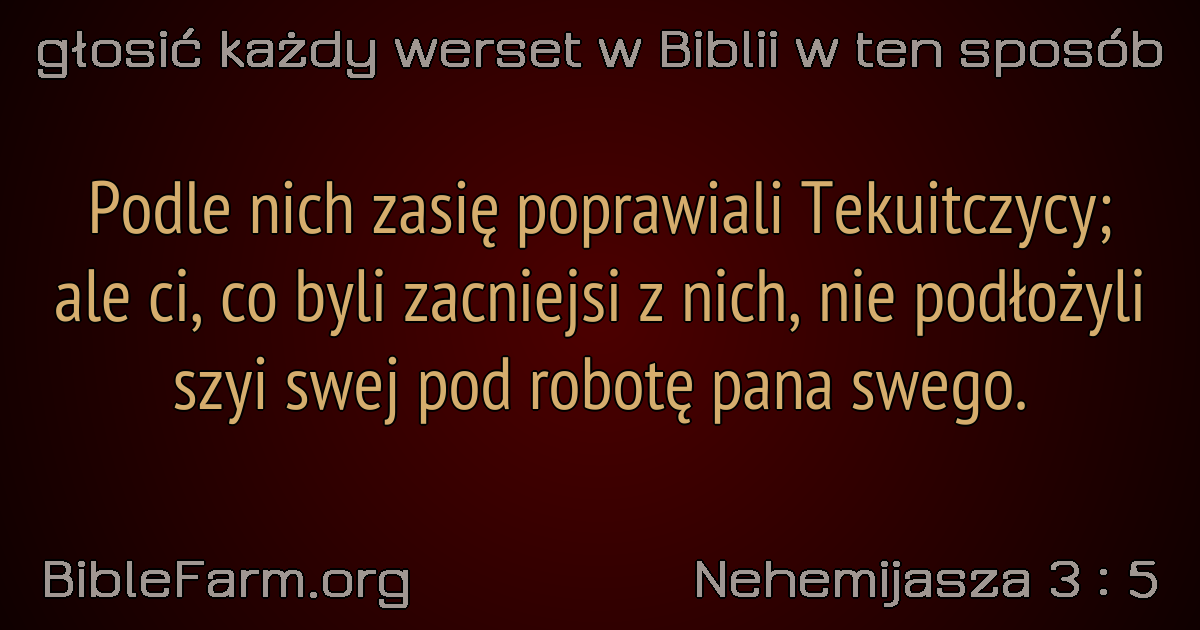 głosić każdy werset w Biblii w ten sposób
Podle nich zasię poprawiali Tekuitczycy;
ale ci, co byli zacniejsi z nich, nie podłożyli
szyi swej pod robotę pana swego.
BibleFarm.org
Nehemijasza 3 : 5